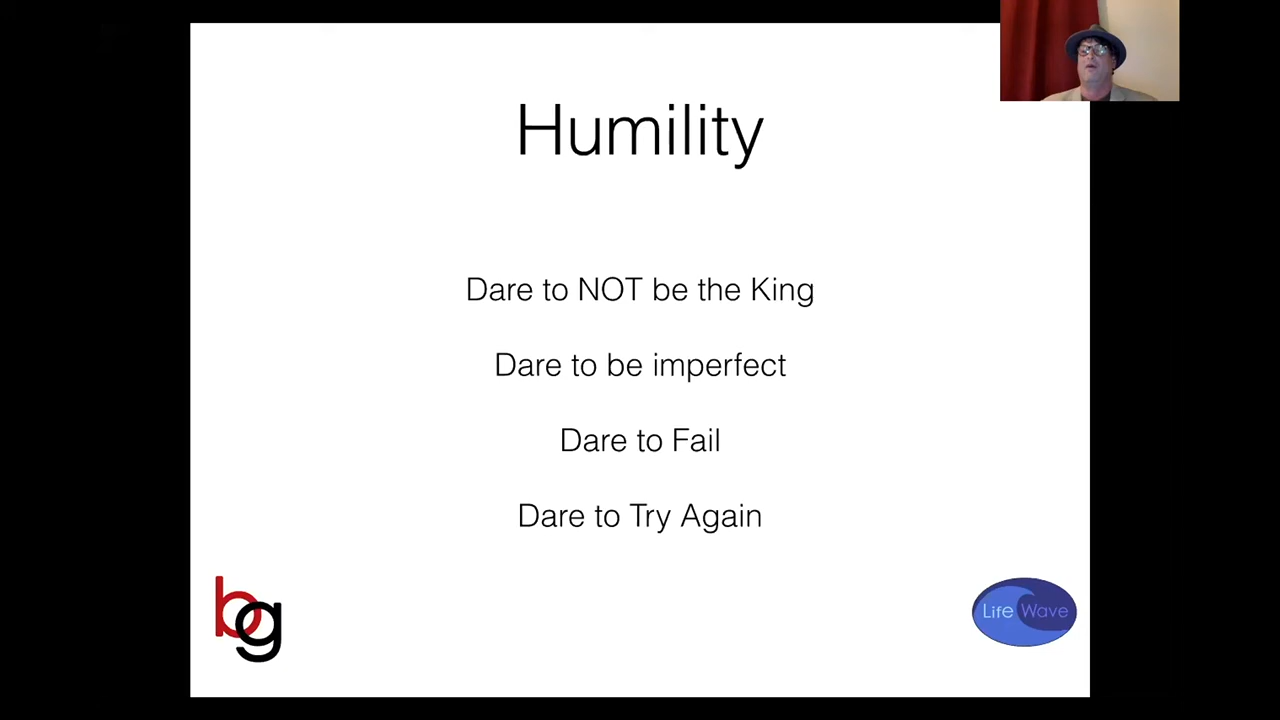 Humility
Dare to NOT be the King
Dare to be imperfect
Dare to Fail
Dare to Try Again
bg
Life Wave